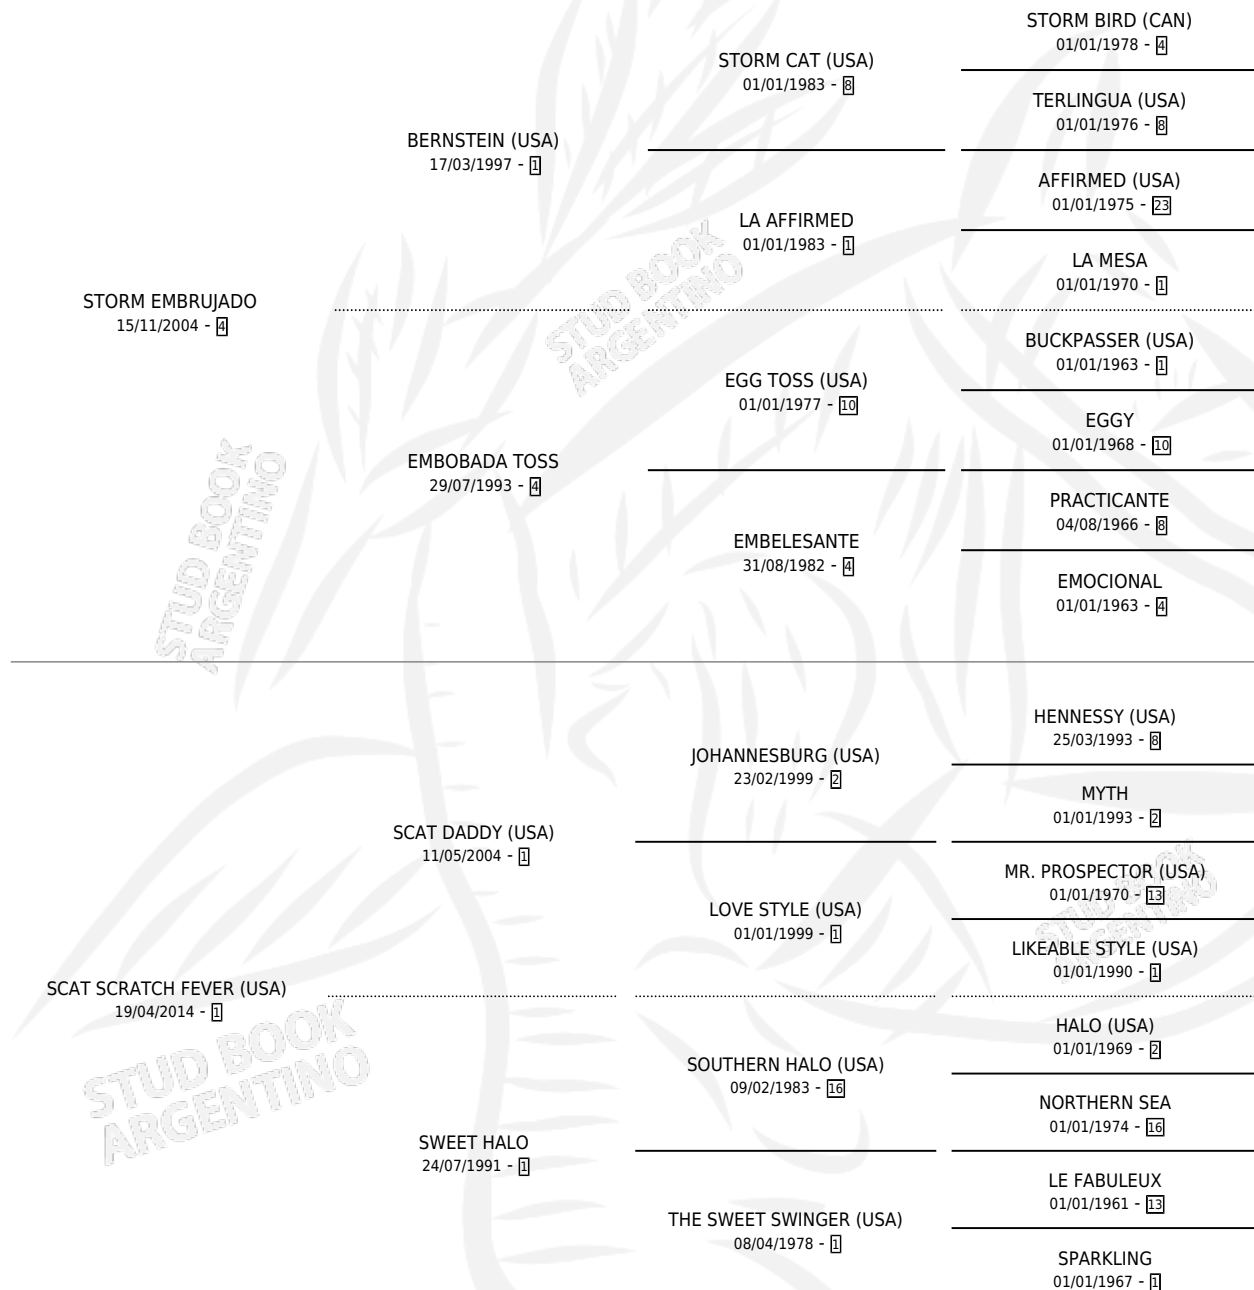 STORM EMBRUJADO
15/11/2004 - 4
BERNSTEIN (USA)
17/03/1997 - 1
STORM CAT (USA)
01/01/1983 - 8
STORM BIRD (CAN)
01/01/1978 - 4
TERLINGUA (USA)
01/01/1976 - 8
LA AFFIRMED
01/01/1983 - 1
AFFIRMED (USA)
01/01/1975 - 23
LA MESA
01/01/1970 - 1
EMBOBADA TOSS
29/07/1993 - 4
EGG TOSS (USA)
01/01/1977 - 10
BUCKPASSER (USA)
01/01/1963 - 1
EGGY
01/01/1968 - 10
EMBELESANTE
31/08/1982 - 4
PRACTICANTE
04/08/1966 - 8
EMOCIONAL
01/01/1963 - 4
SCAT SCRATCH FEVER (USA)
19/04/2014 - 1
SCAT DADDY (USA)
11/05/2004 - 1
JOHANNESBURG (USA)
23/02/1999 - 2
HENNESSY (USA)
25/03/1993 - 8
MYTH
01/01/1993 - 2
LOVE STYLE (USA)
01/01/1999 - 1
MR. PROSPECTOR (USA)
01/01/1970 - 13
LIKEABLE STYLE (USA)
01/01/1990 - 1
SWEET HALO
24/07/1991 - 1
SOUTHERN HALO (USA)
09/02/1983 - 16
HALO (USA)
01/01/1969 - 2
NORTHERN SEA
01/01/1974 - 16
THE SWEET SWINGER (USA)
08/04/1978 - 1
LE FABULEUX
01/01/1961 - 13
SPARKLING
01/01/1967 - 1
STUD BOOK
ARGENTINO
STUD BOOK
ARGENTINO
STUD BOOK
ARGENTINO
STUD BOOK
ARGENTINO